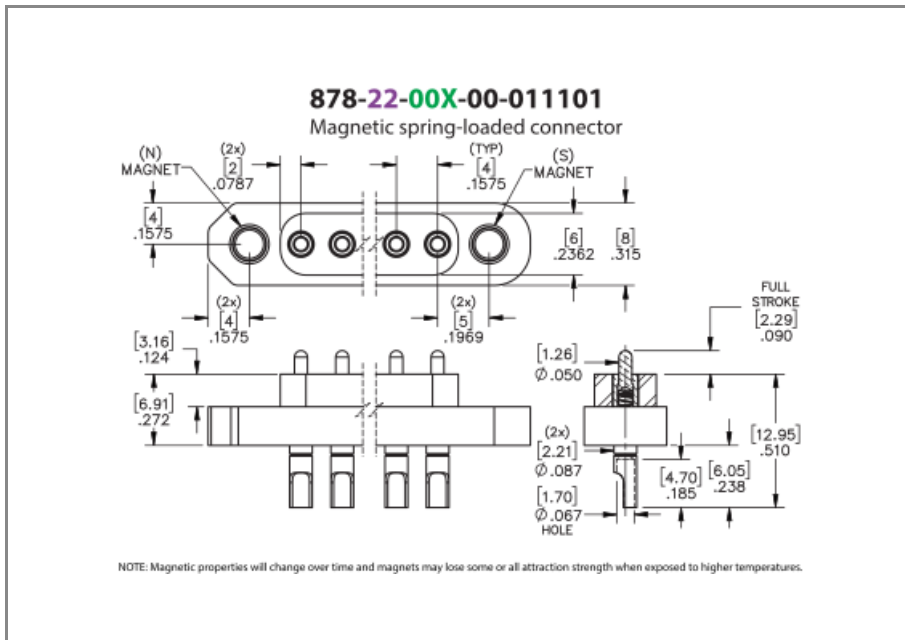 878-22-00X-00-011101
Magnetic spring-loaded connector
(N)
MAGNET
(2x)
[2]
.0787
(TYP)
[4]
.1575
(S)
MAGNET
[4]
.1575
[6]
.2362
[8]
.315
(2x)
[4]
.1575
(2x)
[5]
.1969
FULL
STROKE
[2.29]
.090
[3.16]
.124
[1.26]
Ø.050
[6.91]
.272
(2x)
[2.21]
Ø.087
[12.95]
.510
[4.70]
.185
[6.05]
.238
[1.70]
Ø.067
HOLE
NOTE: Magnetic properties will change over time and magnets may lose some or all attraction strength when exposed to higher temperatures.